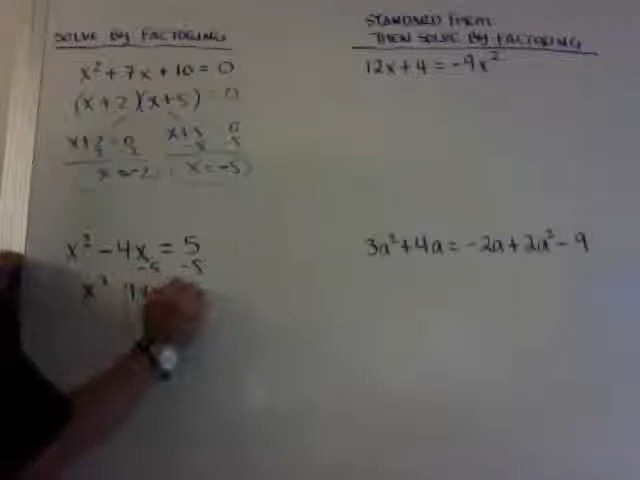 SOLVE BY FACTORING
x² + 7x + 10 = 0
(x + 2)(x + 5) = 0
x + 2 = 0 x + 5 0
-2 -2 -5 -5
x = -2 x = -5
x² - 4x = 5
-5 -5
x²
STANDARD FORM
THEN SOLVE BY FACTORING
12x + 4 = -9x²
3a² + 4a = -2a + 2a² - 9